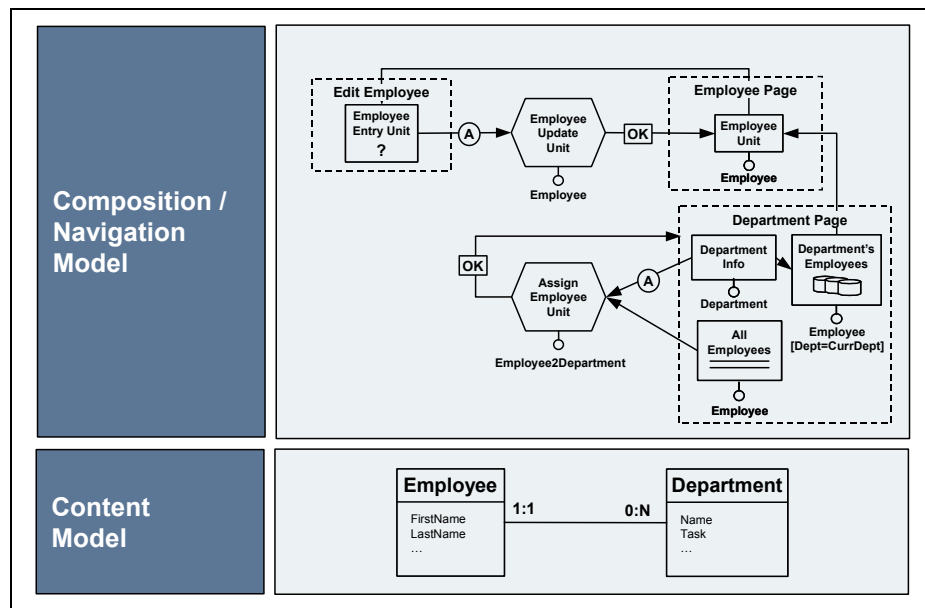 Composition /
Navigation
Model
Edit Employee
Employee
Entry Unit
?
A
Employee
Update
Unit
Employee
OK
Employee Page
Employee
Unit
Employee
Department Page
OK
Assign
Employee
Unit
Employee2Department
A
Department
Info
Department
Department's
Employees
Employee
[Dept=CurrDept]
All
Employees
Employee
Content
Model
Employee
FirstName
LastName
...
1:1
0:N
Department
Name
Task
...